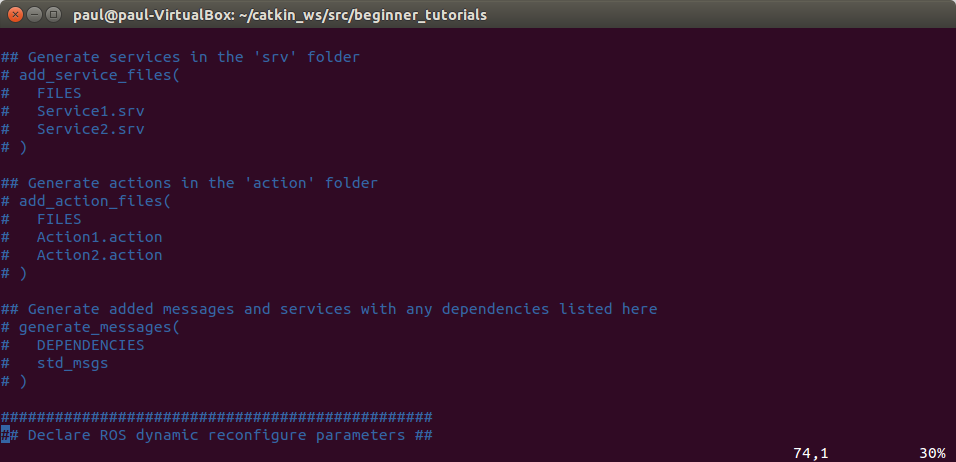 paul@paul-VirtualBox: ~/catkin_ws/src/beginner_tutorials
## Generate services in the 'srv' folder
# add_service_files(
#   FILES
#   Service1.srv
#   Service2.srv
# )
## Generate actions in the 'action' folder
# add_action_files(
#   FILES
#   Action1.action
#   Action2.action
# )
## Generate added messages and services with any dependencies listed here
# generate_messages(
#   DEPENDENCIES
#   std_msgs
# )
################################################
## Declare ROS dynamic reconfigure parameters ##
74,1 30%